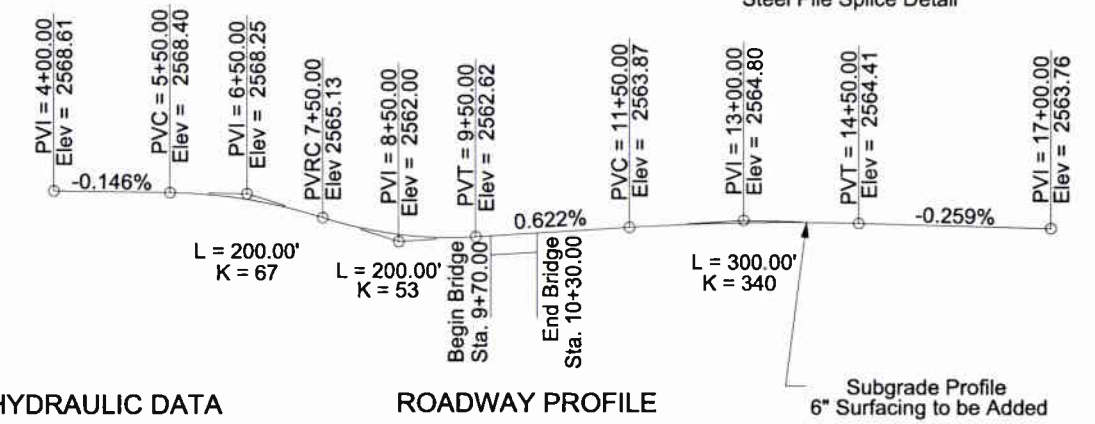 Steel Pile Splice Detail
PVI = 4+00.00
Elev = 2568.61
PVC = 5+50.00
Elev = 2568.40
PVI = 6+50.00
Elev = 2568.25
PVRC 7+50.00
Elev 2565.13
PVI = 8+50.00
Elev = 2562.00
PVT = 9+50.00
Elev = 2562.62
PVC = 11+50.00
Elev = 2563.87
PVI = 13+00.00
Elev = 2564.80
PVT = 14+50.00
Elev = 2564.41
PVI = 17+00.00
Elev = 2563.76
-0.146%
0.622%
-0.259%
L = 200.00'
K = 67
L = 200.00'
K = 53
Begin Bridge
Sta. 9+70.00
End Bridge
Sta. 10+30.00
L = 300.00'
K = 340
Subgrade Profile
6" Surfacing to be Added
HYDRAULIC DATA
ROADWAY PROFILE